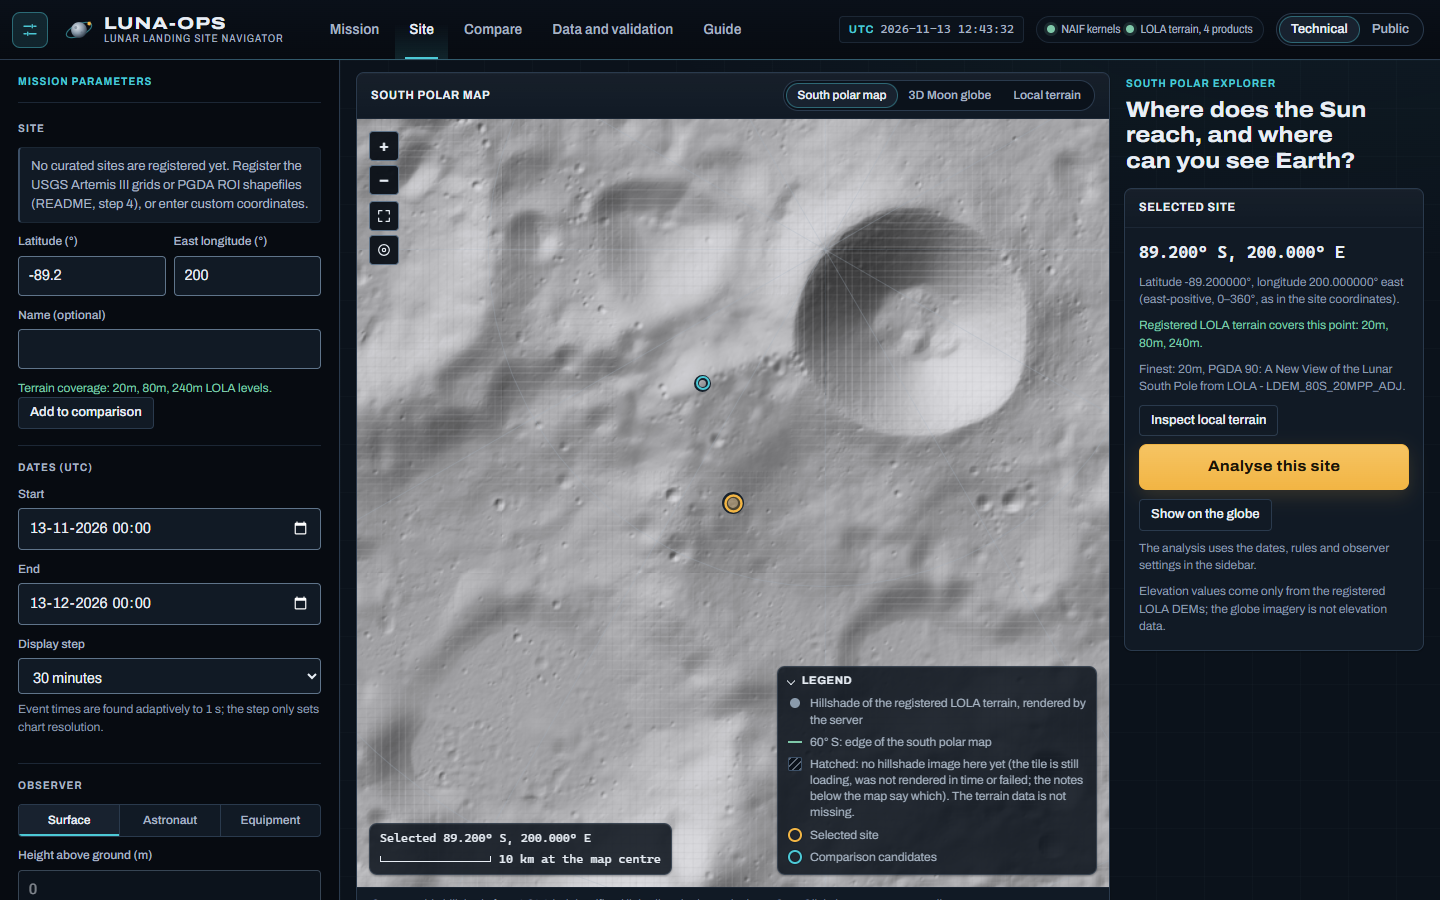 LUNA-OPS
LUNAR LANDING SITE NAVIGATOR
Mission
Site
Compare
Data and validation
Guide
UTC 2026-11-13 12:43:32
NAIF kernels
LOLA terrain, 4 products
Technical
Public
MISSION PARAMETERS
SITE
No curated sites are registered yet. Register the
USGS Artemis III grids or PGDA ROI shapefiles
(README, step 4), or enter custom coordinates.
Latitude (°)
East longitude (°)
-89.2
200
Name (optional)
Terrain coverage: 20m, 80m, 240m LOLA levels.
Add to comparison
DATES (UTC)
Start
13-11-2026 00:00
End
13-12-2026 00:00
Display step
30 minutes
Event times are found adaptively to 1 s; the step only sets
chart resolution.
OBSERVER
Surface
Astronaut
Equipment
Height above ground (m)
0
SOUTH POLAR MAP
South polar map
3D Moon globe
Local terrain
+
−
LEGEND
Hillshade of the registered LOLA terrain, rendered by
the server
60° S: edge of the south polar map
Hatched: no hillshade image here yet (the tile is still
loading, was not rendered in time or failed; the notes
below the map say which). The terrain data is not
missing.
Selected site
Comparison candidates
Selected 89.200° S, 200.000° E
10 km at the map centre
SOUTH POLAR EXPLORER
Where does the Sun
reach, and where
can you see Earth?
SELECTED SITE
89.200° S, 200.000° E
Latitude -89.200000°, longitude 200.000000° east
(east-positive, 0–360°, as in the site coordinates).
Registered LOLA terrain covers this point: 20m,
80m, 240m.
Finest: 20m, PGDA 90: A New View of the Lunar
South Pole from LOLA - LDEM_80S_20MPP_ADJ.
Inspect local terrain
Analyse this site
Show on the globe
The analysis uses the dates, rules and observer
settings in the sidebar.
Elevation values come only from the registered
LOLA DEMs; the globe imagery is not elevation
data.